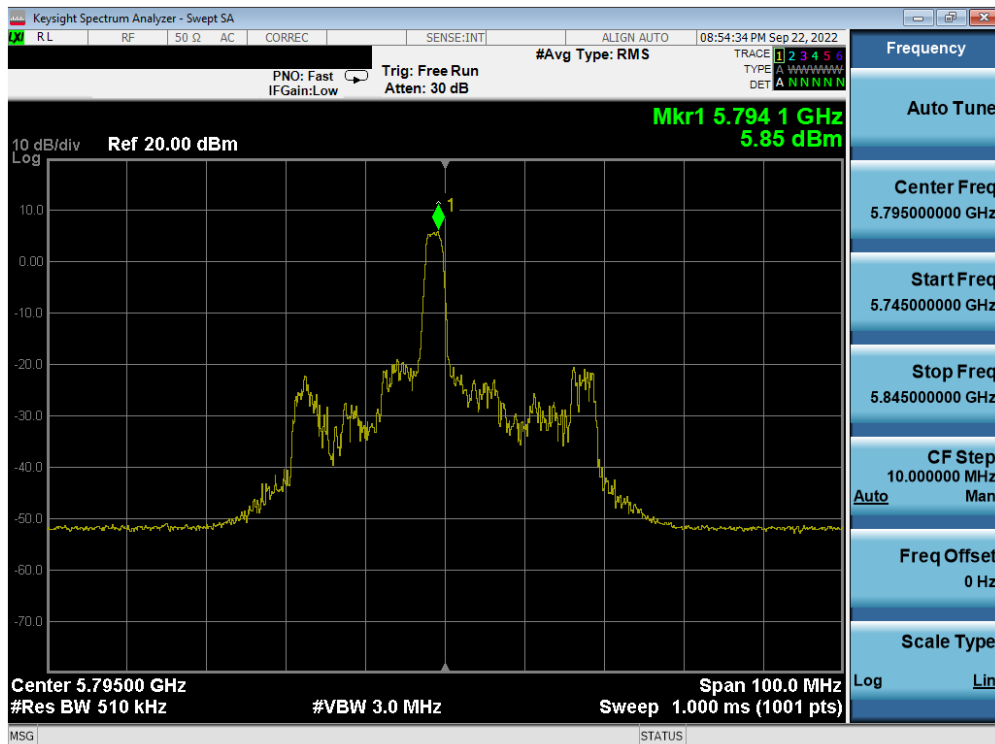 Keysight Spectrum Analyzer - Swept SA
LXI RL RF 50 Ω AC CORREC SENSE:INT ALIGN AUTO 08:54:34 PM Sep 22, 2022
Frequency
#Avg Type: RMS
TRACE 1 2 3 4 5 6
PNO: Fast Trig: Free Run
TYPE A WWWWW
IFGain:Low Atten: 30 dB
DET A N N N N N
Auto Tune
Mkr1 5.794 1 GHz
5.85 dBm
10 dB/div Ref 20.00 dBm
Log
1
10.0
0.00
-10.0
-20.0
-30.0
-40.0
-50.0
-60.0
-70.0
Center Freq
5.795000000 GHz
Start Freq
5.745000000 GHz
Stop Freq
5.845000000 GHz
CF Step
10.000000 MHz
Auto Man
Freq Offset
0 Hz
Scale Type
Log Lin
Center 5.79500 GHz Span 100.0 MHz
#Res BW 510 kHz #VBW 3.0 MHz Sweep 1.000 ms (1001 pts)
MSG STATUS